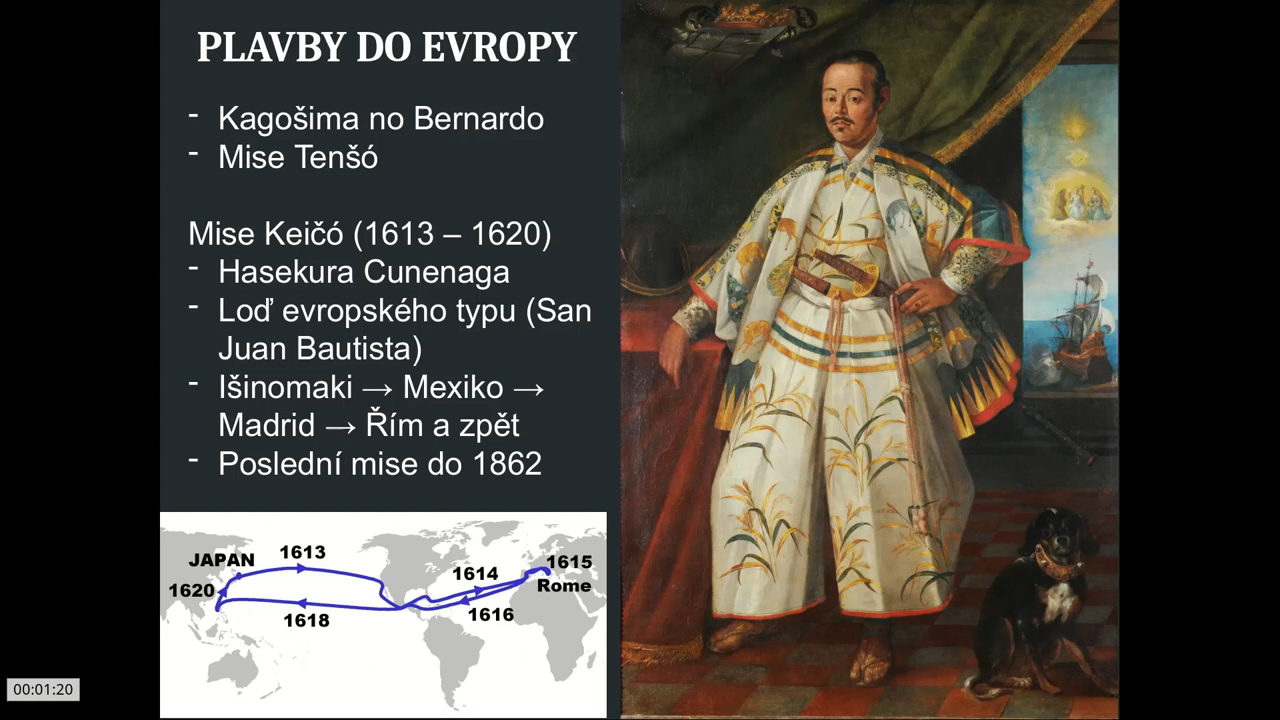 PLAVBY DO EVROPY
- Kagošima no Bernardo
- Mise Tenšó
Mise Keičó (1613 – 1620)
- Hasekura Cunenaga
- Loď evropského typu (San
Juan Bautista)
- Išinomaki → Mexiko →
Madrid → Řím a zpět
- Poslední mise do 1862
JAPAN
1613
1614
1615
Rome
1620
1618
1616
00:01:20